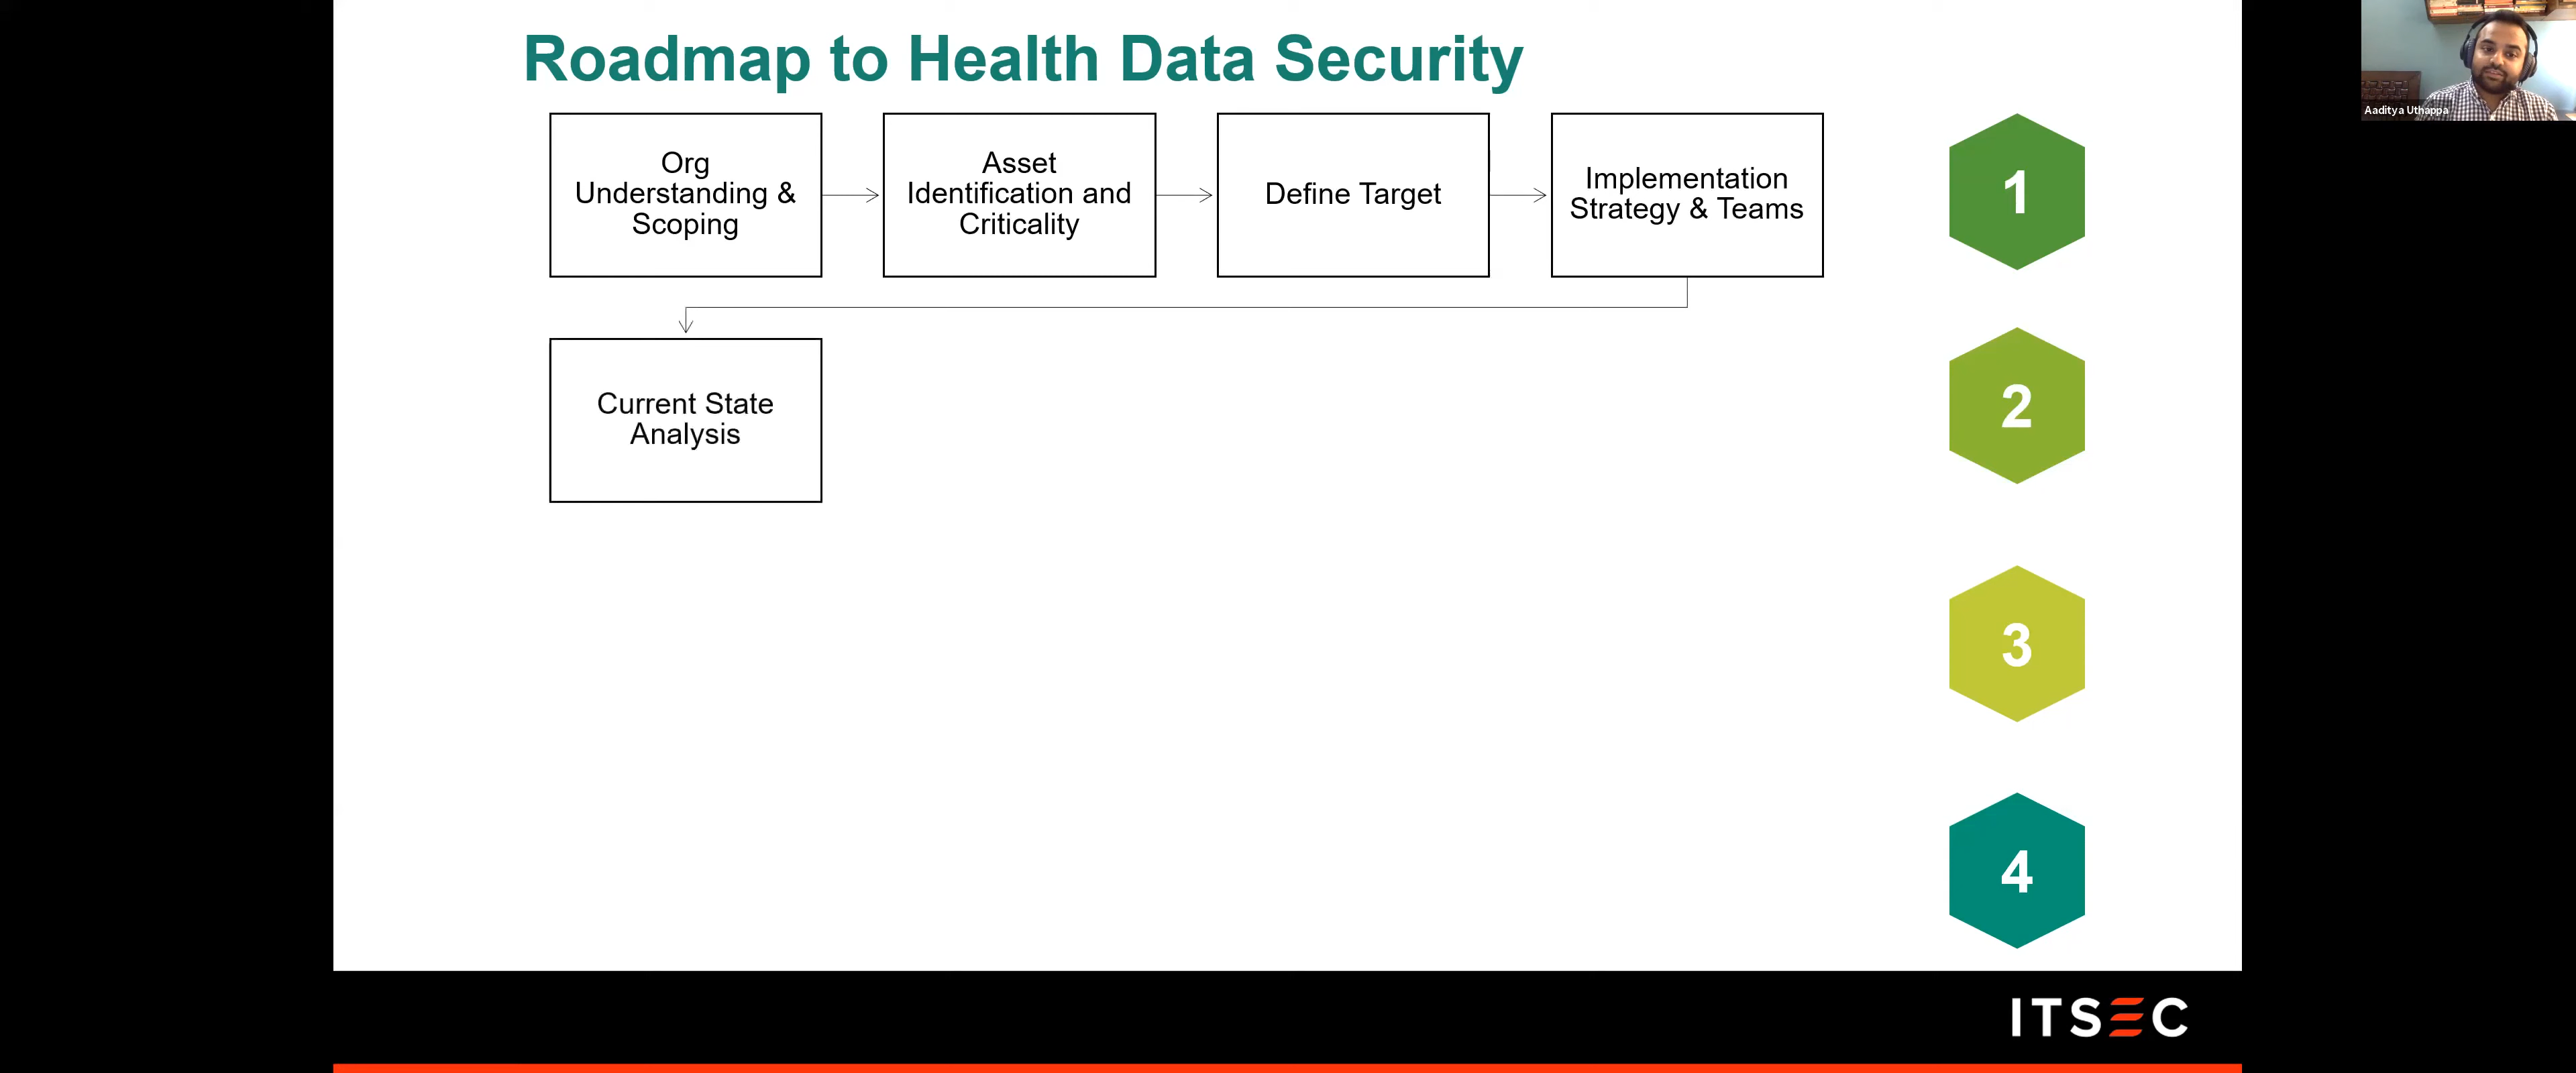 Roadmap to Health Data Security
Org
Understanding &
Scoping
Asset
Identification and
Criticality
Define Target
Implementation
Strategy & Teams
1
Current State
Analysis
2
3
4
Aaditya Uthappa
ITSEC